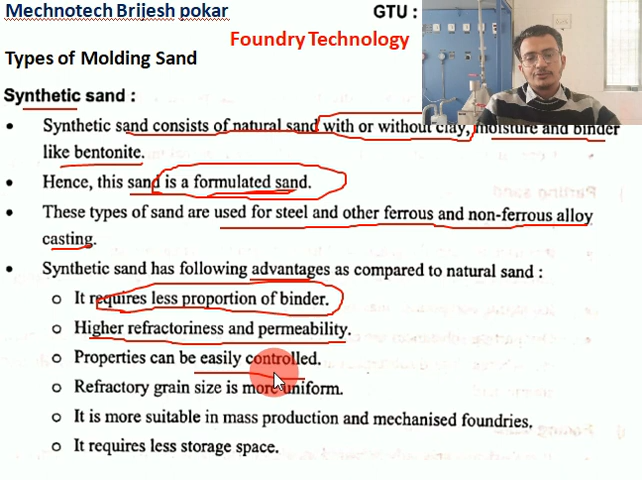 Mechnotech Brijesh pokar
GTU :
Foundry Technology
Types of Molding Sand
Synthetic sand :
• Synthetic sand consists of natural sand with or without clay, moisture and binder
like bentonite.
• Hence, this sand is a formulated sand.
• These types of sand are used for steel and other ferrous and non-ferrous alloy
casting.
• Synthetic sand has following advantages as compared to natural sand :
o It requires less proportion of binder.
o Higher refractoriness and permeability.
o Properties can be easily controlled.
o Refractory grain size is more uniform.
o It is more suitable in mass production and mechanised foundries.
o It requires less storage space.